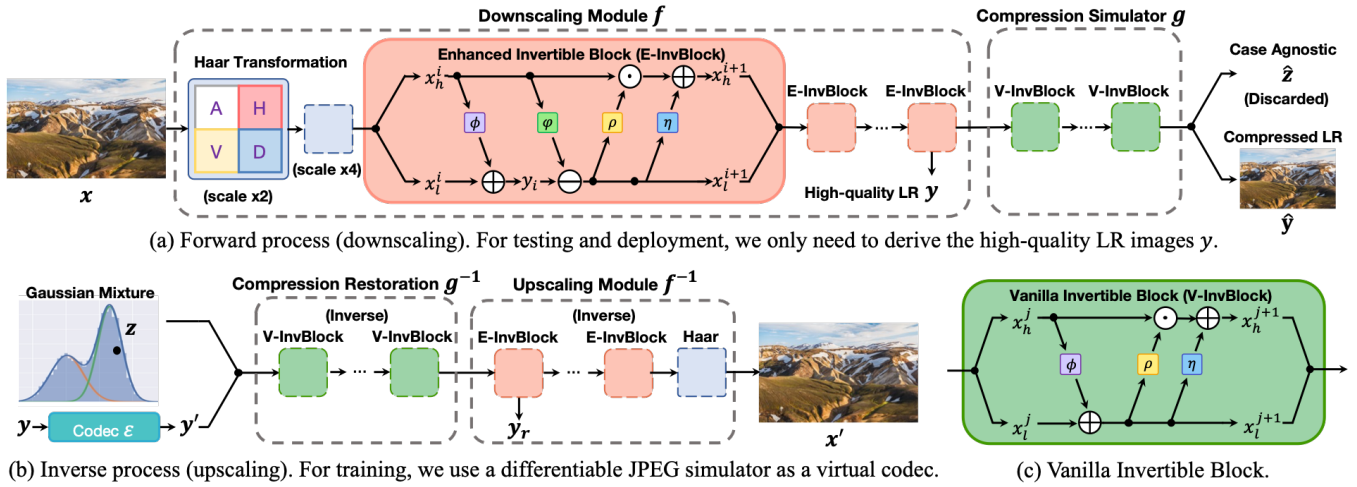 Downscaling Module f
Compression Simulator g
Haar Transformation
A H
V D
(scale x2)
(scale x4)
Enhanced Invertible Block (E-InvBlock)
x_h^i
x_h^{i+1}
ϕ φ ρ η
x_l^i
y_i
x_l^{i+1}
E-InvBlock E-InvBlock
...
High-quality LR y
V-InvBlock V-InvBlock
...
Case Agnostic
ẑ
(Discarded)
Compressed LR
ŷ
x
(a) Forward process (downscaling). For testing and deployment, we only need to derive the high-quality LR images y.
Gaussian Mixture
z
y Codec ℰ y′
Compression Restoration g⁻¹
(Inverse)
V-InvBlock V-InvBlock
...
Upscaling Module f⁻¹
(Inverse)
E-InvBlock E-InvBlock Haar
...
y_r
x′
(b) Inverse process (upscaling). For training, we use a differentiable JPEG simulator as a virtual codec.
Vanilla Invertible Block (V-InvBlock)
x_h^j
x_h^{j+1}
ϕ ρ η
x_l^j
x_l^{j+1}
(c) Vanilla Invertible Block.